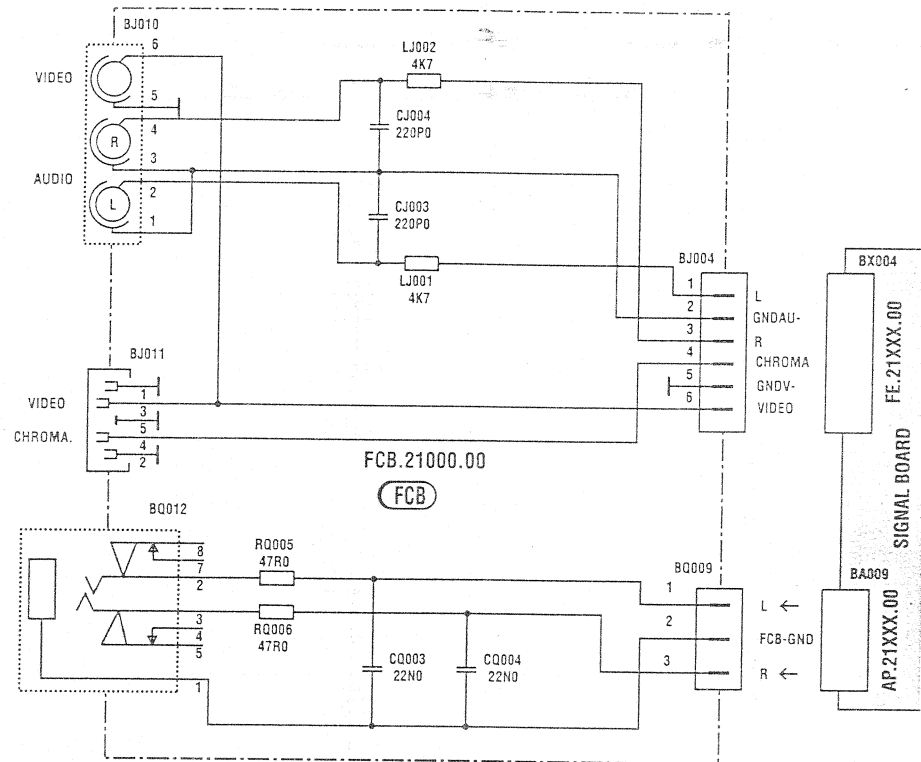 BJ010
6
VIDEO
5
4
R
3
AUDIO
2
L
1
LJ002
4K7
CJ004
220P0
CJ003
220P0
LJ001
4K7
BJ004
1
L
2
GNDAU-
3
R
4
CHROMA
5
GNDV-
6
VIDEO
BX004
FE.21XXX.00
SIGNAL BOARD
BJ011
1
VIDEO
3
5
CHROMA.
4
2
FCB.21000.00
FCB
BQ012
8
7
2
3
4
5
1
RQ005
47R0
RQ006
47R0
CQ003
22N0
CQ004
22N0
BQ009
1
L
2
FCB-GND
3
R
BA009
AP.21XXX.00